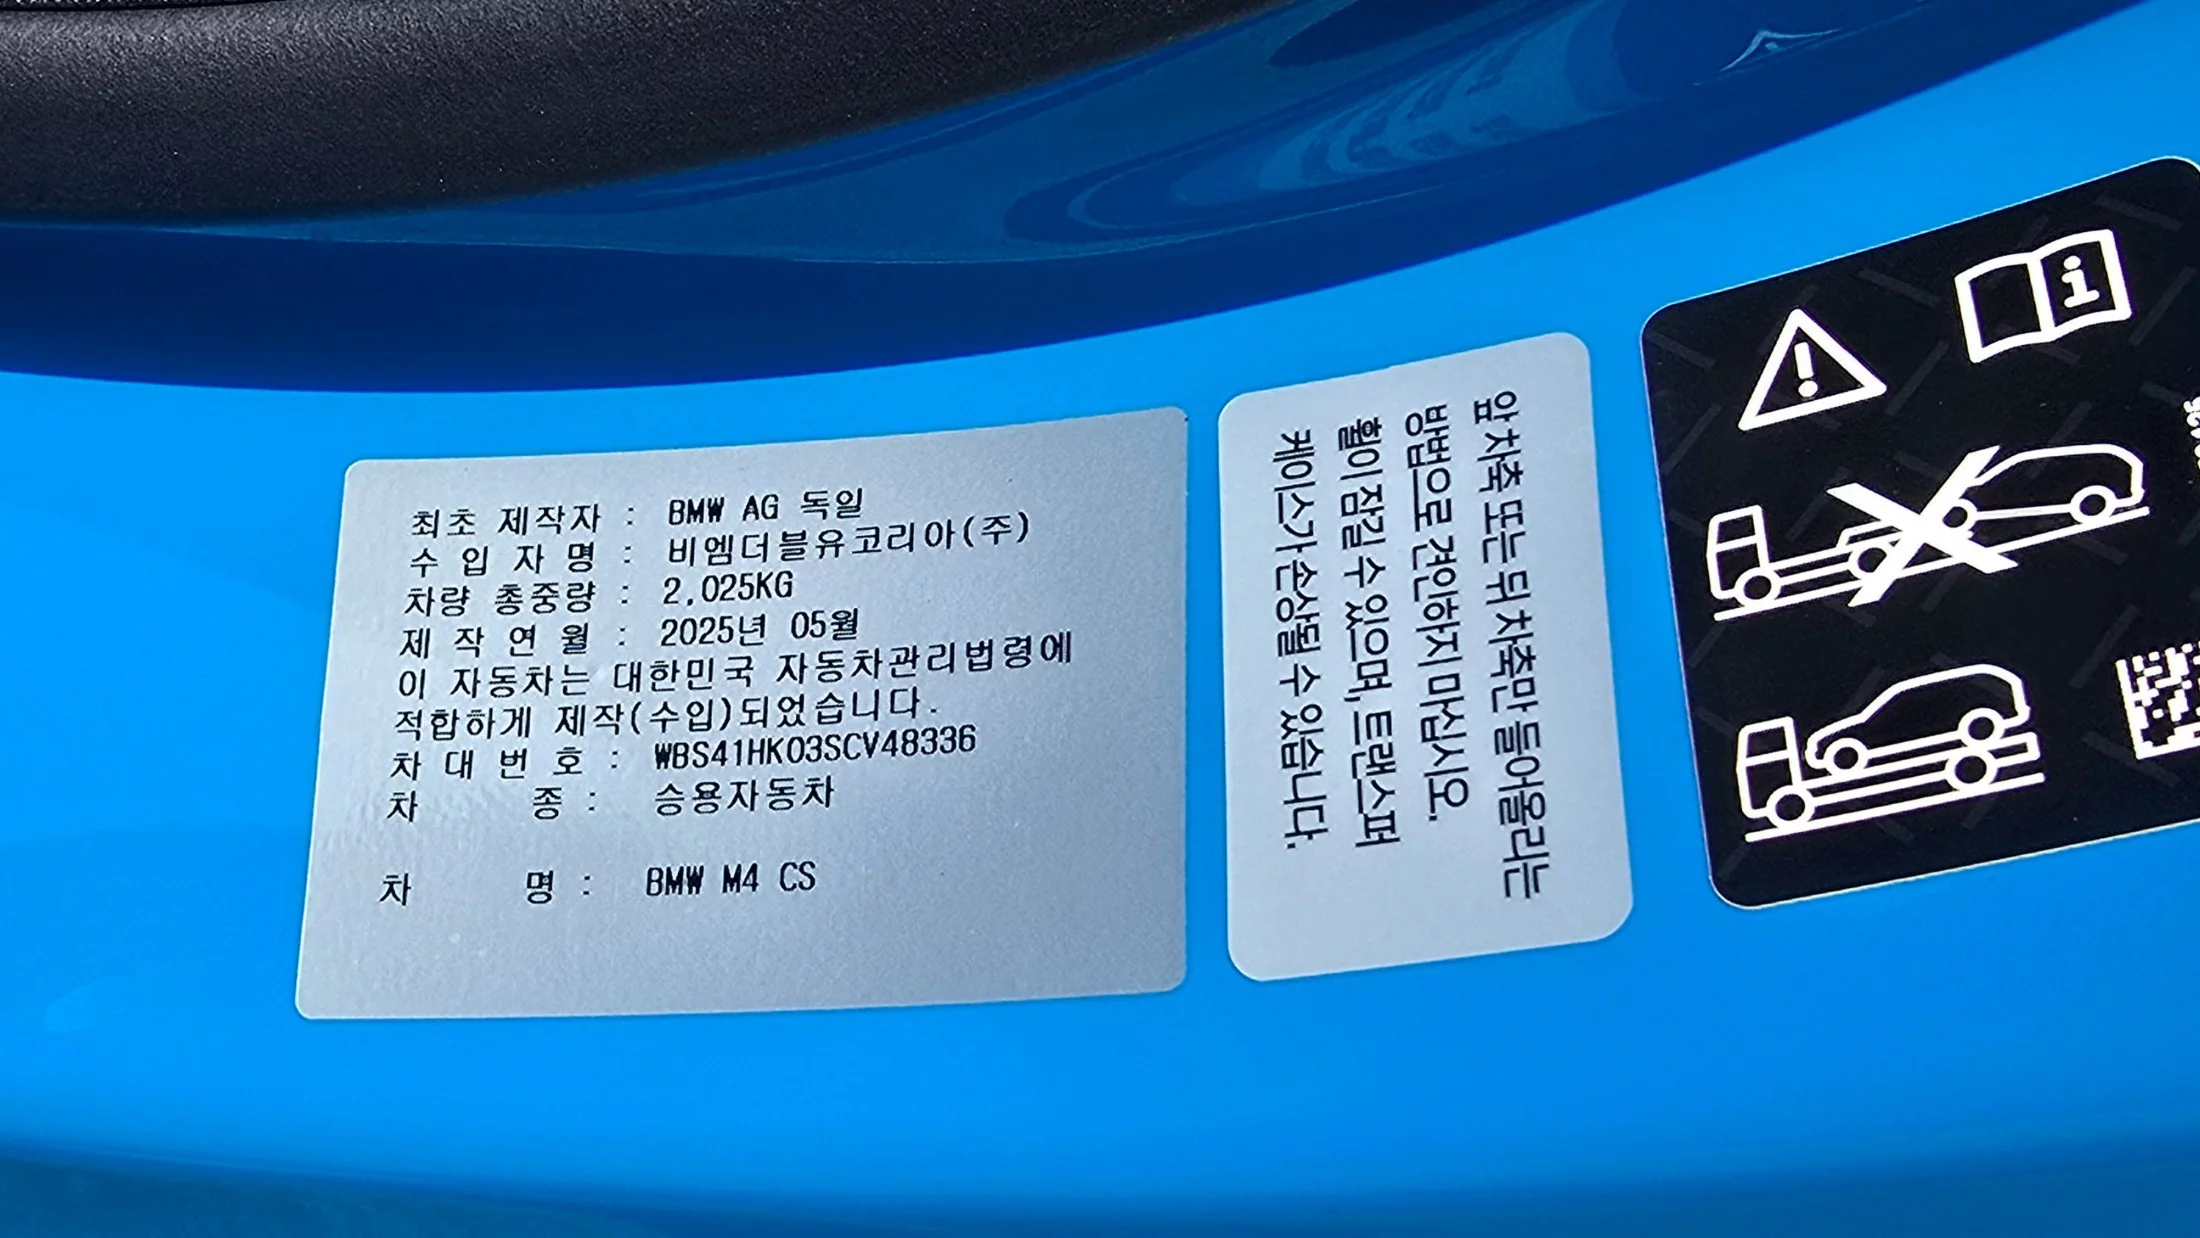 최초 제작자 : BMW AG 독일
수 입 자 명 : 비엠더블유코리아(주)
차량 총중량 : 2,025KG
제 작 연 월 : 2025년 05월
이 자동차는 대한민국 자동차관리법령에
적합하게 제작(수입)되었습니다.
차 대 번 호 : WBS41HK03SCV48336
차 종 : 승용자동차
차 명 : BMW M4 CS
앞 차축 또는 뒤 차축만 들어올리는
방법으로 견인하지 마십시오.
휠이 잠길 수 있으며, 트랜스퍼
케이스가 손상될 수 있습니다.